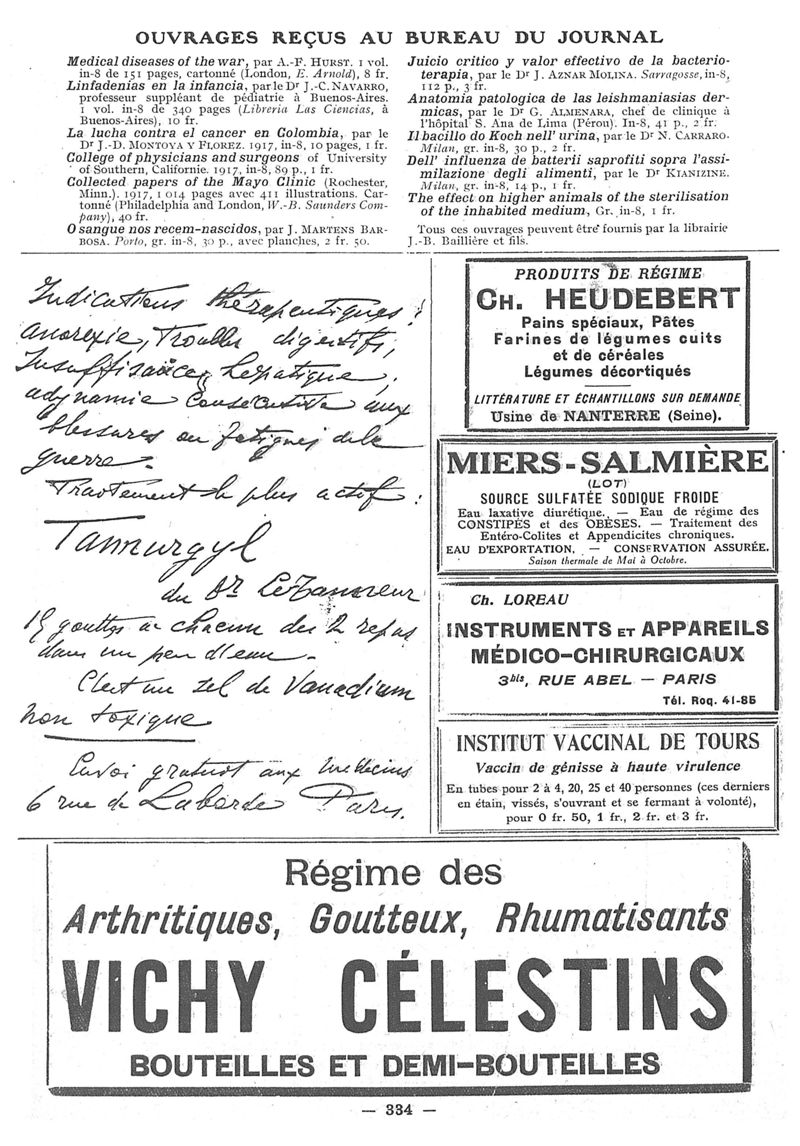 OUVRAGES REÇUS AU BUREAU DU JOURNAL
Medical diseases of the war, par A.-F. HURST. 1 vol.
in-8 de 151 pages, cartonné (London, E. Arnold), 8 fr.
Linfadenias en la infancia, par le Dr J.-C. NAVARRO,
professeur suppléant de pédiatrie à Buenos-Aires.
1 vol. in-8 de 340 pages (Libreria Las Ciencias, à
Buenos-Aires), 10 fr.
La lucha contra el cancer en Colombia, par le
Dr J.-D. MONTOYA Y FLOREZ. 1917, in-8, 10 pages, 1 fr.
College of physicians and surgeons of University
of Southern, Californie. 1917, in-8, 89 p., 1 fr.
Collected papers of the Mayo Clinic (Rochester,
Minn.). 1917, 1 014 pages avec 411 illustrations. Car-
tonné (Philadelphia and London, W.-B. Saunders Com-
pany), 40 fr.
O sangue nos recem-nascidos, par J. MARTENS BAR-
BOSA. Porto, gr. in-8, 30 p., avec planches, 2 fr. 50.
Juicio critico y valor effectivo de la bacterio-
terapia, par le Dr J. AZNAR MOLINA. Sarragosse, in-8,
112 p., 3 fr.
Anatomia patologica de las leishmaniasias der-
micas, par le Dr G. ALMENARA, chef de clinique à
l'hôpital S. Ana de Lima (Pérou). In-8, 41 p., 2 fr.
Il bacillo do Koch nell' urina, par le Dr N. CARRARO.
Milan, gr. in-8, 30 p., 2 fr.
Dell' influenza de batterii saprofiti sopra l'assi-
milazione degli alimenti, par le Dr KIANIZINE.
Milan, gr. in-8, 14 p., 1 fr.
The effect on higher animals of the sterilisation
of the inhabited medium, Gr. in-8, 1 fr.
Tous ces ouvrages peuvent être fournis par la librairie
J.-B. Baillière et fils.
Indications thérapeutiques :
anorexie, Troubles digestifs,
Insuffisance hépatique,
adynamie consécutive aux
blessures ou fatigues de la
guerre.
Traitement le plus actif :
Tanurgyl
du Dr Le Tanneur
15 gouttes à chacun des 2 repas
dans un peu d'eau.
C'est un sel de Vanadium
non toxique
Envoi gratuit aux médecins
6 rue de Laborde Paris.
PRODUITS DE RÉGIME
CH. HEUDEBERT
Pains spéciaux, Pâtes
Farines de légumes cuits
et de céréales
Légumes décortiqués
LITTÉRATURE ET ÉCHANTILLONS SUR DEMANDE
Usine de NANTERRE (Seine).
MIERS-SALMIÈRE
(LOT)
SOURCE SULFATÉE SODIQUE FROIDE
Eau laxative diurétique. — Eau de régime des
CONSTIPÉS et des OBÈSES. — Traitement des
Entéro-Colites et Appendicites chroniques.
EAU D'EXPORTATION. — CONSERVATION ASSURÉE.
Saison thermale de Mai à Octobre.
Ch. LOREAU
INSTRUMENTS ET APPAREILS
MÉDICO-CHIRURGICAUX
3bis, RUE ABEL — PARIS
Tél. Roq. 41-85
INSTITUT VACCINAL DE TOURS
Vaccin de génisse à haute virulence
En tubes pour 2 à 4, 20, 25 et 40 personnes (ces derniers
en étain, vissés, s'ouvrant et se fermant à volonté),
pour 0 fr. 50, 1 fr., 2 fr. et 3 fr.
Régime des
Arthritiques, Goutteux, Rhumatisants
VICHY CÉLESTINS
BOUTEILLES ET DEMI-BOUTEILLES
— 334 —